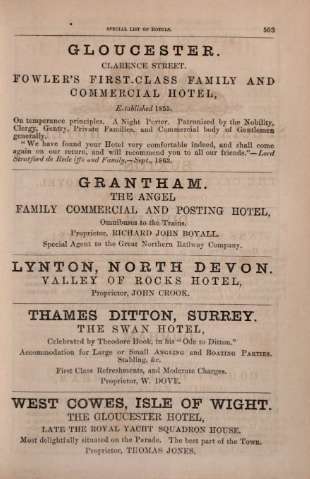 SPECIAL LIST OF HOTELS. 503
GLOUCESTER.
CLARENCE STREET.
FOWLER'S FIRST-CLASS FAMILY AND
COMMERCIAL HOTEL,
Established 1855.
On temperance principles. A Night Porter. Patronized by the Nobility,
Clergy, Gentry, Private Families, and Commercial body of Gentlemen
generally.
"We have found your Hotel very comfortable indeed, and shall come
again on our return, and will recommend you to all our friends."—Lord
Stratford de Redcliffe and Family,—Sept., 1863.
GRANTHAM.
THE ANGEL
FAMILY COMMERCIAL AND POSTING HOTEL,
Omnibuses to the Trains.
Proprietor, RICHARD JOHN BOYALL.
Special Agent to the Great Northern Railway Company.
LYNTON, NORTH DEVON.
VALLEY OF ROCKS HOTEL,
Proprietor, JOHN CROOK.
THAMES DITTON, SURREY.
THE SWAN HOTEL,
Celebrated by Theodore Hook, in his "Ode to Ditton."
Accommodation for Large or Small ANGLING and BOATING PARTIES.
Stabling, &c.
First Class Refreshments, and Moderate Charges.
Proprietor, W. DOVE.
WEST COWES, ISLE OF WIGHT.
THE GLOUCESTER HOTEL,
LATE THE ROYAL YACHT SQUADRON HOUSE.
Most delightfully situated on the Parade. The best part of the Town.
Proprietor, THOMAS JONES.